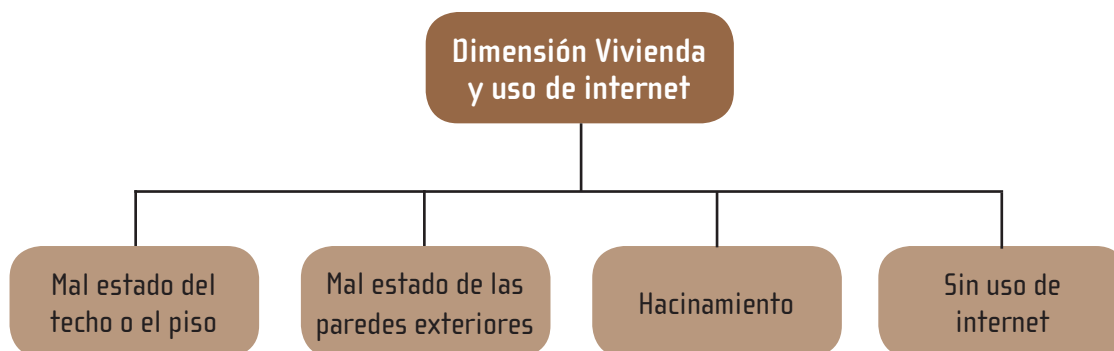 Dimensión Vivienda
y uso de internet
Mal estado del
techo o el piso
Mal estado de las
paredes exteriores
Hacinamiento
Sin uso de
internet